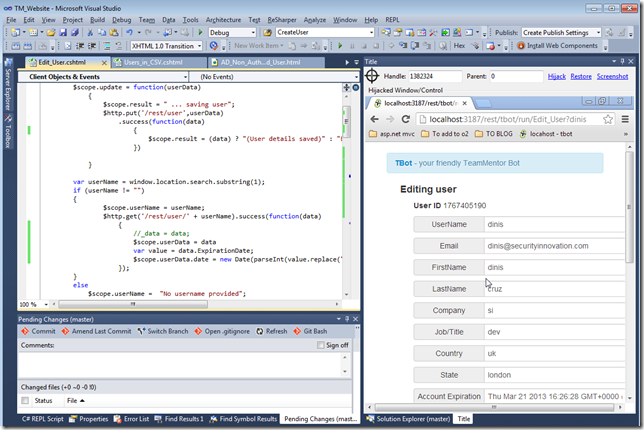 TM_Website - Microsoft Visual Studio
File Edit View Project Build Debug Team Data Tools Architecture Test ReSharper Analyze Window Help REPL
Debug CreateUser Publish: Create Publish Settings
XHTML 1.0 Transition New Work Item Hex Install Web Components
Server Explorer
Toolbox
Edit_User.cshtml Users_in_CSV.cshtml AD_Non_Auth...d_User.html
Client Objects & Events (No Events)
$scope.update = function(userData)
{
$scope.result = " ... saving user";
$http.put('/rest/user',userData)
.success(function(data)
{
$scope.result = (data) ? "(User details saved)" : "
})
}
var userName = window.location.search.substring(1);
if (userName != "")
{
$scope.userName = userName;
$http.get('/rest/user/' + userName).success(function(data)
{
//_data = data;
$scope.userData = data
var value = data.ExpirationDate;
$scope.userData.date = new Date(parseInt(value.replace("
});
}
else
$scope.userName = "No username provided";
100 %
Pending Changes (master)
Commit Amend Last Commit Switch Branch Open .gitignore Refresh Git Bash
Comments: Sign off
Changed files (+0 ~0 -0 !0)
Status File
C# REPL Script Properties Error List Find Results 1 Find Symbol Results Pending Changes (mast...
Title
Handle: 1382324 Parent: 0 Hijack Restore Screenshot
Hijacked Window/Control
localhost:3187/rest/tbot/r
localhost:3187/rest/tbot/run/Edit_User?dinis
asp.net mvc To add to o2 TO BLOG locahost - tbot
TBot - your friendly TeamMentor Bot
Editing user
User ID 1767405190
UserName dinis
Email dinis@securityinnovation.com
FirstName dinis
LastName cruz
Company si
Job/Title dev
Country uk
State london
Account Expiration Thu Mar 21 2013 16:26:28 GMT+0000 (
Solution Explorer (master) Title